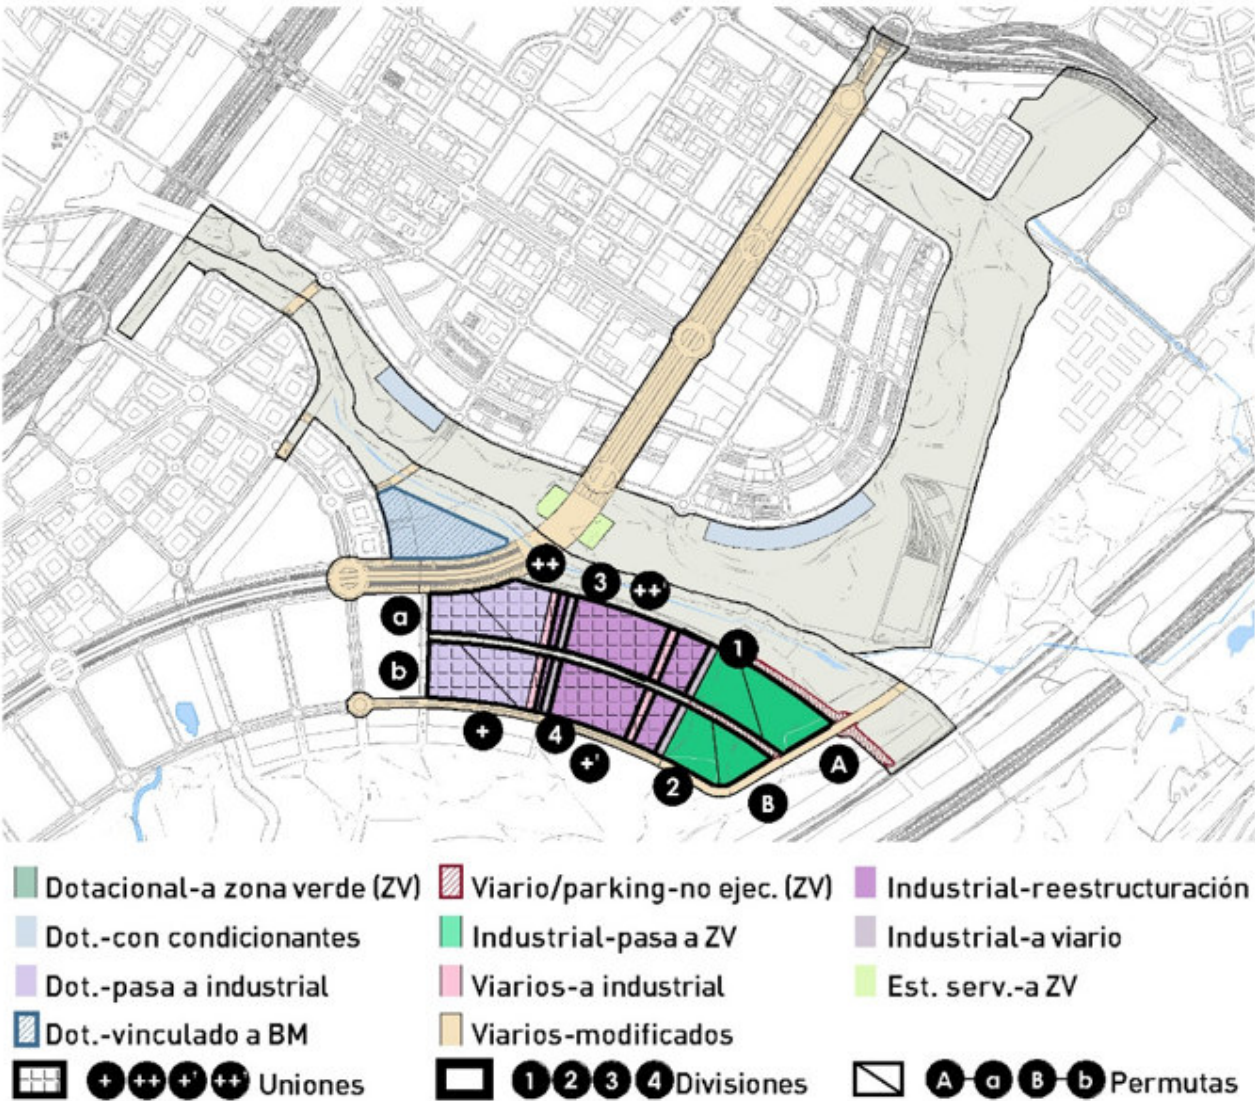 ++
3
++'
a
1
b
+
4
+'
2
A
B
Dotacional-a zona verde (ZV)
Viario/parking-no ejec. (ZV)
Industrial-reestructuración
Dot.-con condicionantes
Industrial-pasa a ZV
Industrial-a viario
Dot.-pasa a industrial
Viarios-a industrial
Est. serv.-a ZV
Dot.-vinculado a BM
Viarios-modificados
+ ++ +' ++' Uniones
1 2 3 4 Divisiones
A-a B-b Permutas